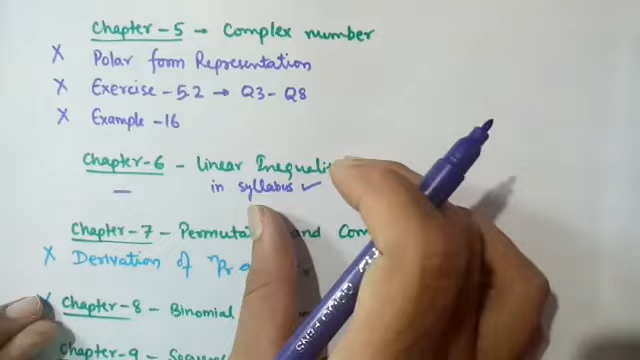 Chapter-5 → Complex number
X Polar form Representation
X Exercise-5.2 → Q3-Q8
X Example-16
Chapter-6 - Linear
— in syllabus ✓
Chapter-7 - and
X Derivation of nPr
Chapter-8 - Binomial
Chapter-9 -